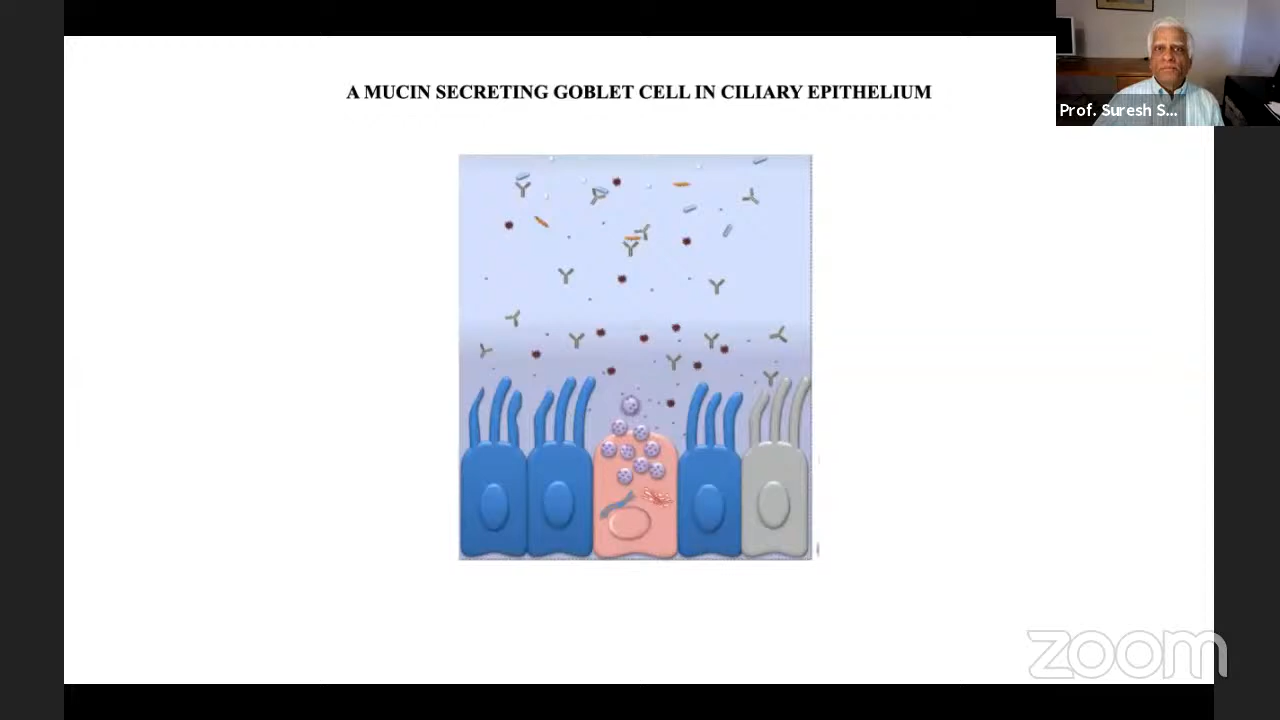 A MUCIN SECRETING GOBLET CELL IN CILIARY EPITHELIUM
Prof. Suresh S...
zoom